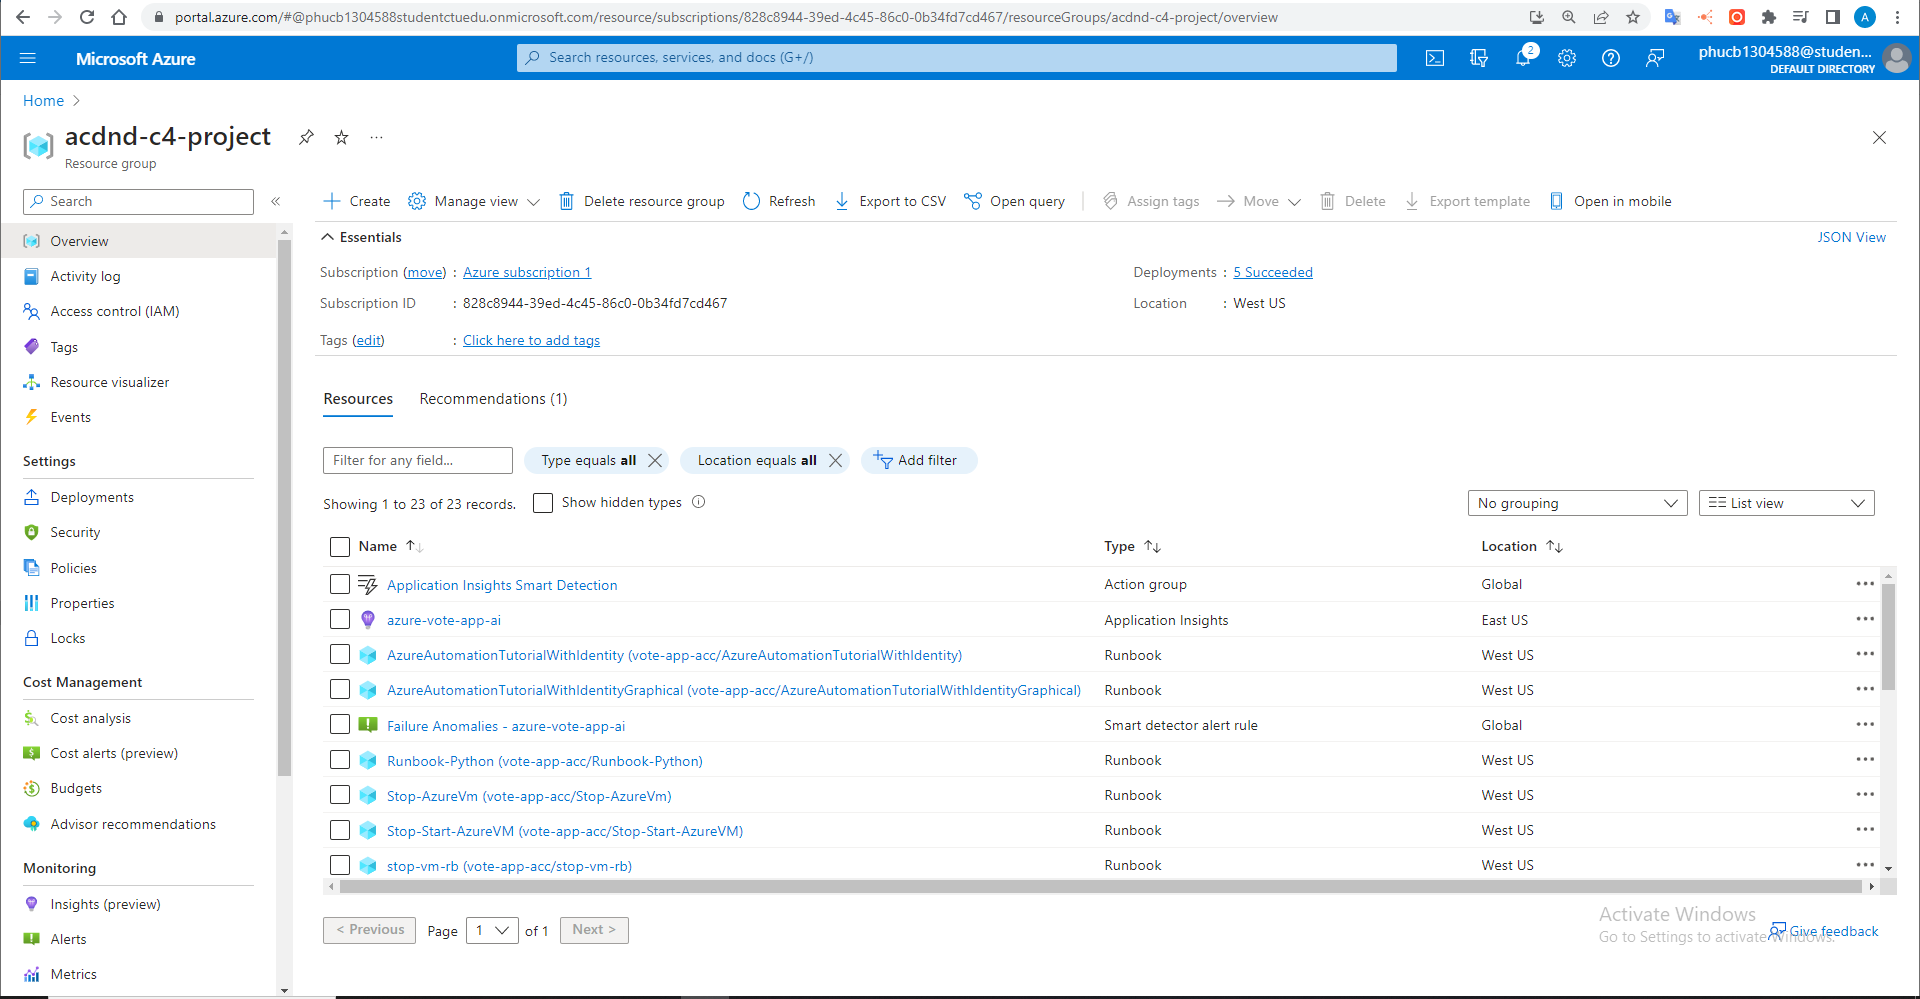 portal.azure.com/#@phucb1304588studentctuedu.onmicrosoft.com/resource/subscriptions/828c8944-39ed-4c45-86c0-0b34fd7cd467/resourceGroups/acdnd-c4-project/overview
A
Microsoft Azure
Search resources, services, and docs (G+/)
2
phucb1304588@studen...
DEFAULT DIRECTORY
Home
acdnd-c4-project
Resource group
Search
Create
Manage view
Delete resource group
Refresh
Export to CSV
Open query
Assign tags
Move
Delete
Export template
Open in mobile
Overview
Activity log
Access control (IAM)
Tags
Resource visualizer
Events
Settings
Deployments
Security
Policies
Properties
Locks
Cost Management
Cost analysis
Cost alerts (preview)
Budgets
Advisor recommendations
Monitoring
Insights (preview)
Alerts
Metrics
Essentials
JSON View
Subscription (move) : Azure subscription 1
Deployments : 5 Succeeded
Subscription ID : 828c8944-39ed-4c45-86c0-0b34fd7cd467
Location : West US
Tags (edit) : Click here to add tags
Resources Recommendations (1)
Filter for any field... Type equals all Location equals all Add filter
Showing 1 to 23 of 23 records. Show hidden types
No grouping List view
Name Type Location
Application Insights Smart Detection Action group Global
azure-vote-app-ai Application Insights East US
AzureAutomationTutorialWithIdentity (vote-app-acc/AzureAutomationTutorialWithIdentity) Runbook West US
AzureAutomationTutorialWithIdentityGraphical (vote-app-acc/AzureAutomationTutorialWithIdentityGraphical) Runbook West US
Failure Anomalies - azure-vote-app-ai Smart detector alert rule Global
Runbook-Python (vote-app-acc/Runbook-Python) Runbook West US
Stop-AzureVm (vote-app-acc/Stop-AzureVm) Runbook West US
Stop-Start-AzureVM (vote-app-acc/Stop-Start-AzureVM) Runbook West US
stop-vm-rb (vote-app-acc/stop-vm-rb) Runbook West US
< Previous Page 1 of 1 Next >
Activate Windows
Go to Settings to activate Windows.
Give feedback